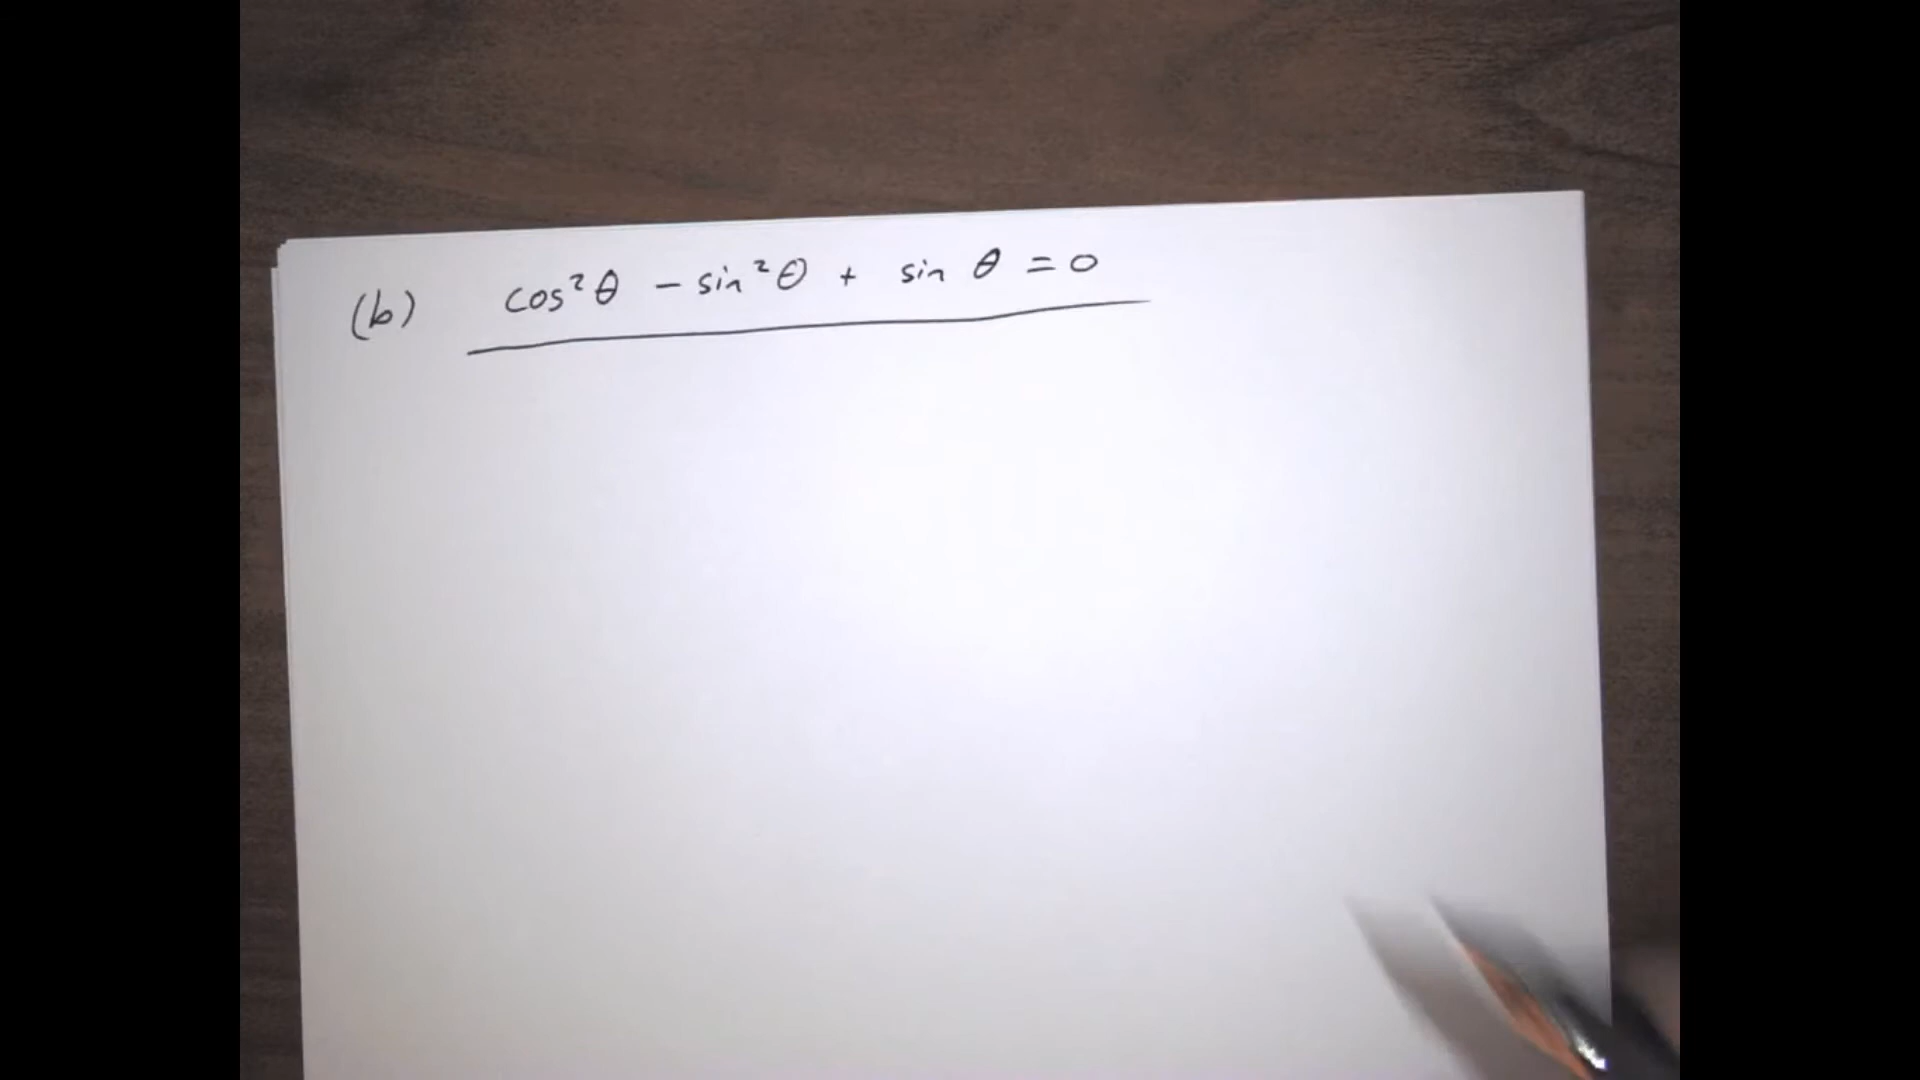 (b) cos²θ - sin²θ + sin θ = 0